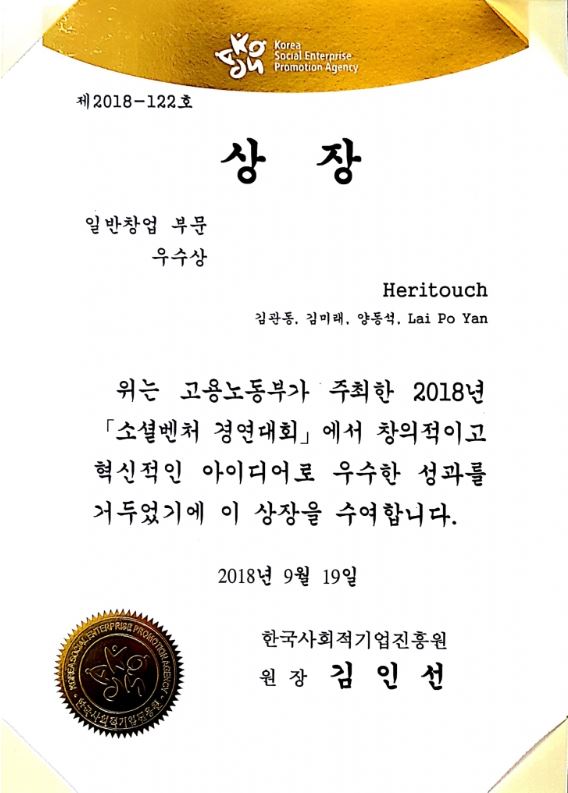 Korea
Social Enterprise
Promotion Agency
제2018-122호
상 장
일반창업 부문
우수상
Heritouch
김관동, 김미래, 양동석, Lai Po Yan
위는 고용노동부가 주최한 2018년
「소셜벤처 경연대회」에서 창의적이고
혁신적인 아이디어로 우수한 성과를
거두었기에 이 상장을 수여합니다.
2018년 9월 19일
한국사회적기업진흥원
원 장 김 인 선
KOREA SOCIAL ENTERPRISE PROMOTION AGENCY
한국사회적기업진흥원